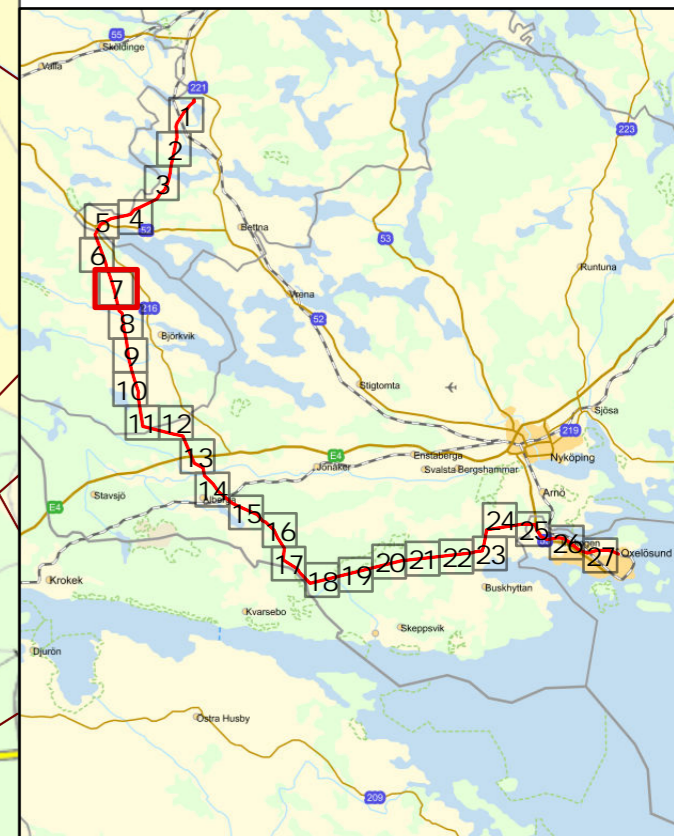 55
Sköldinge
Valla
221
1
223
2
3
4
5
52
Bettna
53
6
Runtuna
7
216
Vrena
8
52
Björkvik
9
10
Stigtomta
11
12
Sjösa
219
13
E4
Enstaberga
Nyköping
Jönåker
Svalsta
Bergshammar
14
Ålberga
Stavsjö
Arnö
E4
15
24
16
25
26
27
Oxelösund
17
18
19
20
21
22
23
Krokek
Buskhyttan
Kvarsebo
Skeppsvik
Djurön
Östra Husby
209